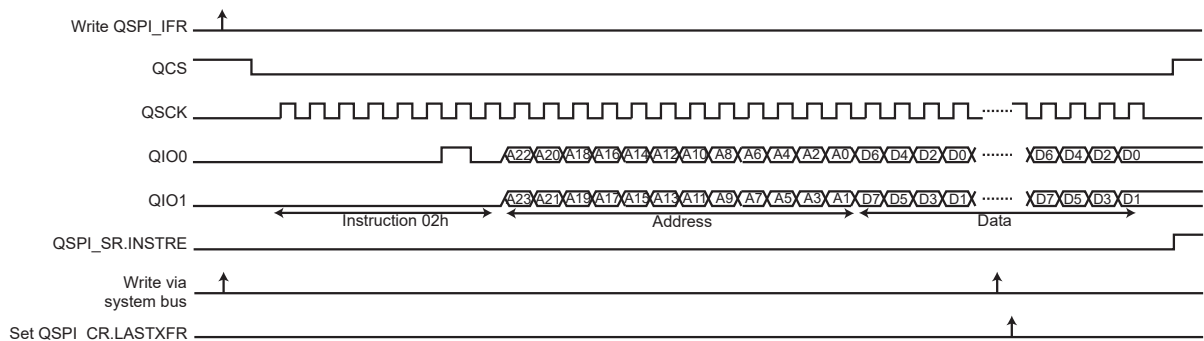 Write QSPI_IFR
QCS
QSCK
QIO0
A22 A20 A18 A16 A14 A12 A10 A8 A6 A4 A2 A0 D6 D4 D2 D0 D6 D4 D2 D0
QIO1
A23 A21 A19 A17 A15 A13 A11 A9 A7 A5 A3 A1 D7 D5 D3 D1 D7 D5 D3 D1
Instruction 02h Address Data
QSPI_SR.INSTRE
Write via
system bus
Set QSPI_CR.LASTXFR